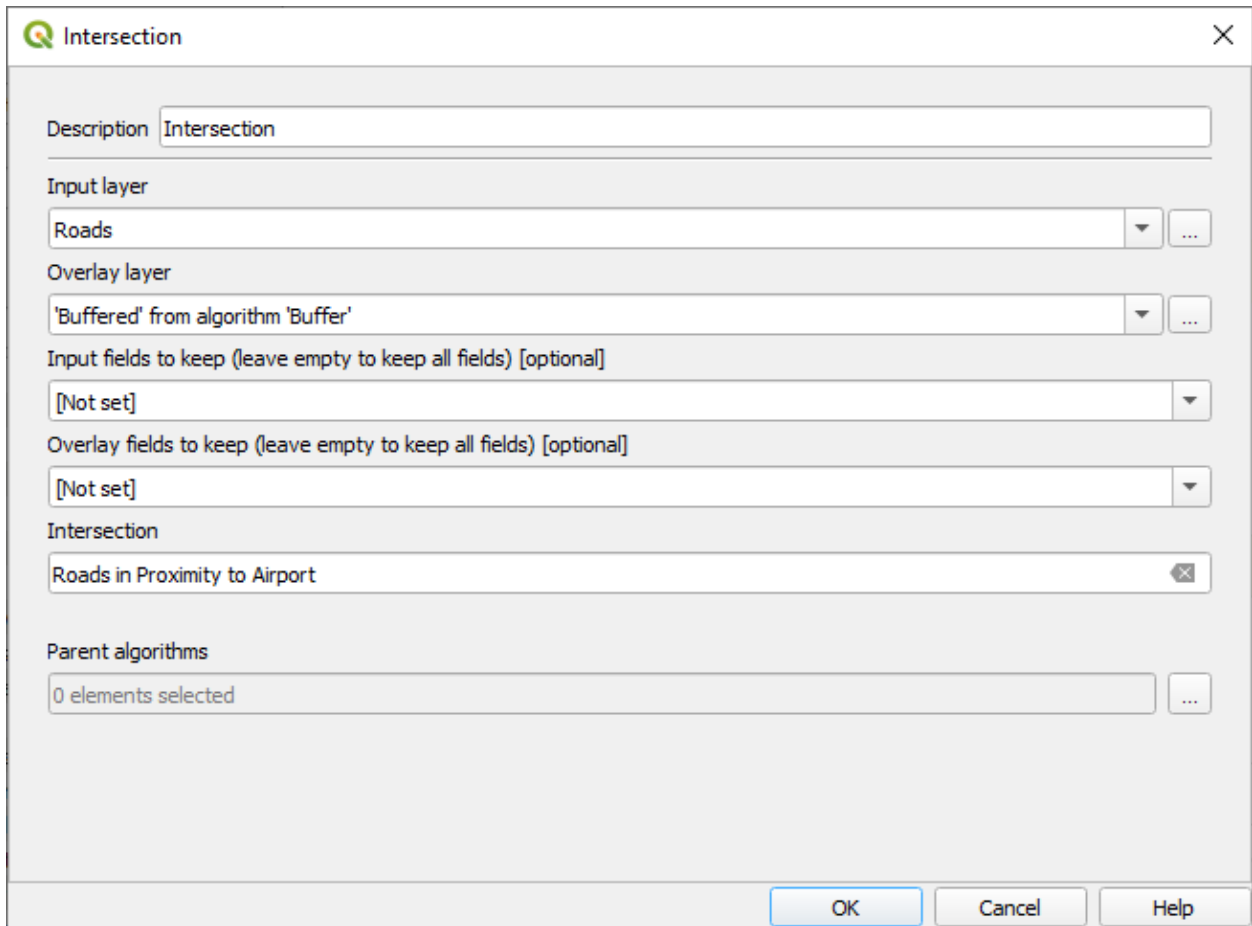 Intersection
Description Intersection
Input layer
Roads
...
Overlay layer
'Buffered' from algorithm 'Buffer'
...
Input fields to keep (leave empty to keep all fields) [optional]
[Not set]
Overlay fields to keep (leave empty to keep all fields) [optional]
[Not set]
Intersection
Roads in Proximity to Airport
Parent algorithms
0 elements selected
...
OK Cancel Help